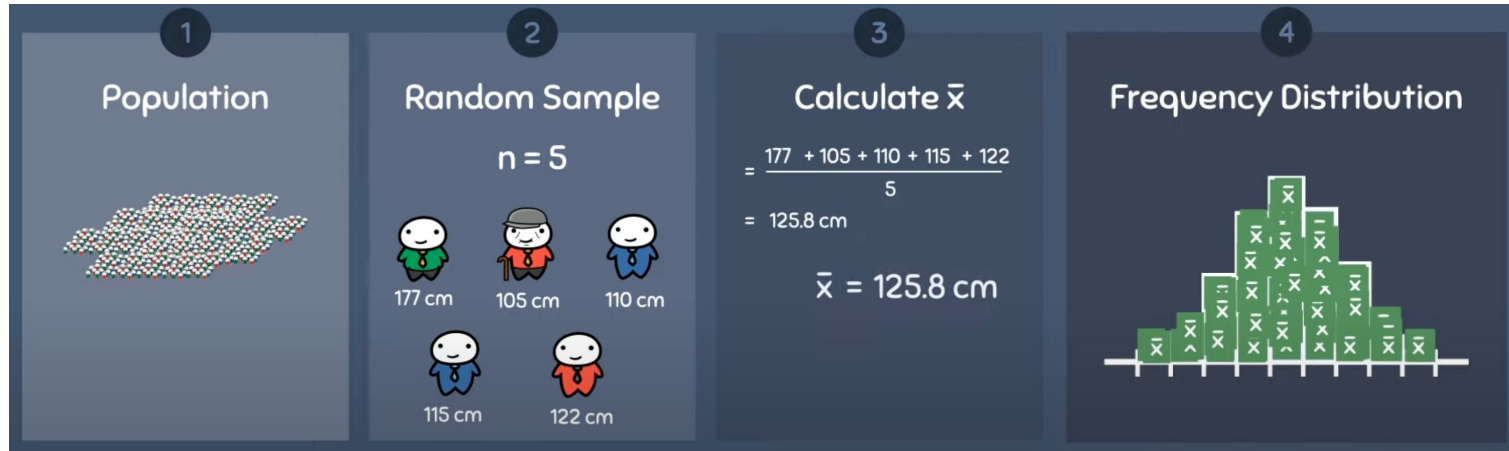 1
Population
2
Random Sample
n = 5
177 cm
105 cm
110 cm
115 cm
122 cm
3
Calculate x̄
= 177 + 105 + 110 + 115 + 122
5
= 125.8 cm
x̄ = 125.8 cm
4
Frequency Distribution
x̄
x̄ x̄ x̄
x̄ x̄ x̄
x̄ x̄ x̄ x̄
x̄ x̄ x̄ x̄
x̄ x̄ x̄ x̄ x̄ x̄
x̄ x̄ x̄ x̄ x̄